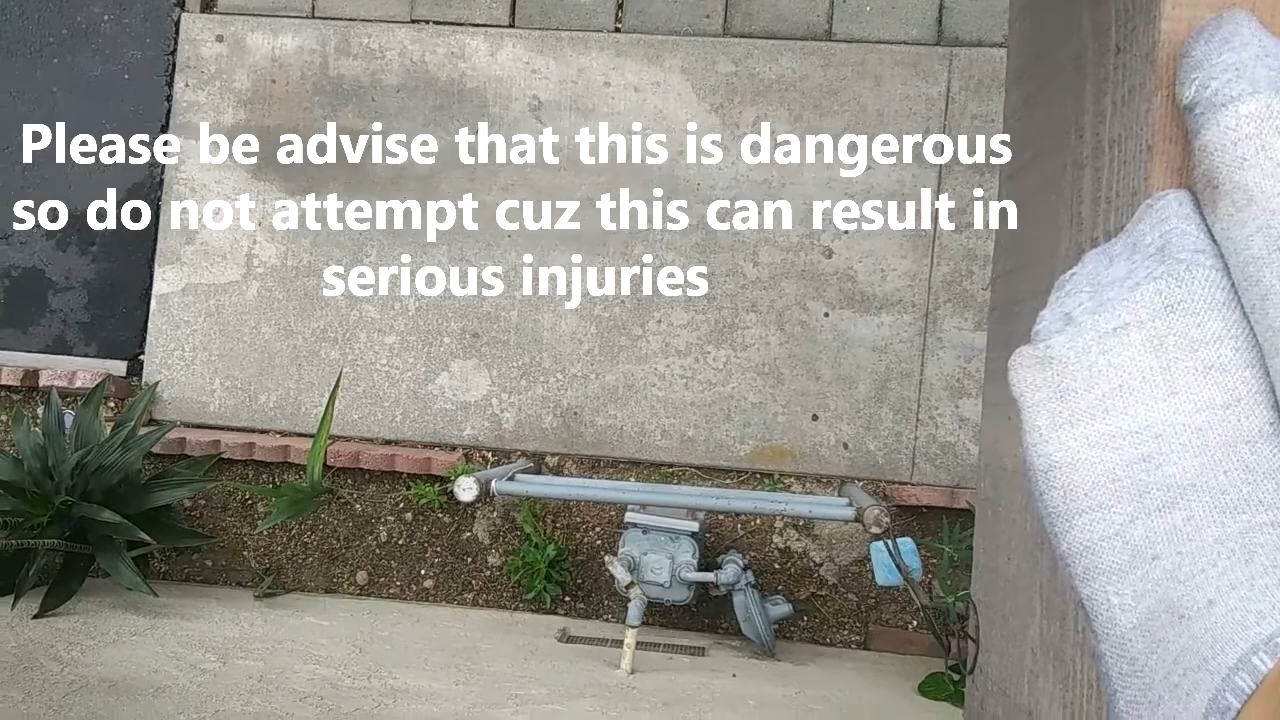 Please be advise that this is dangerous
so do not attempt cuz this can result in
serious injuries